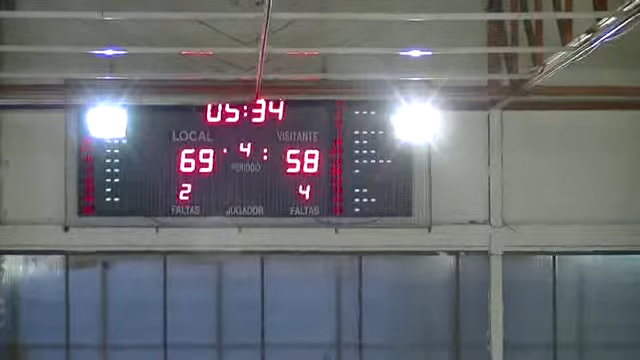 05:34
LOCAL VISITANTE
69 4 58
PERIODO
2 4
FALTAS JUGADOR FALTAS